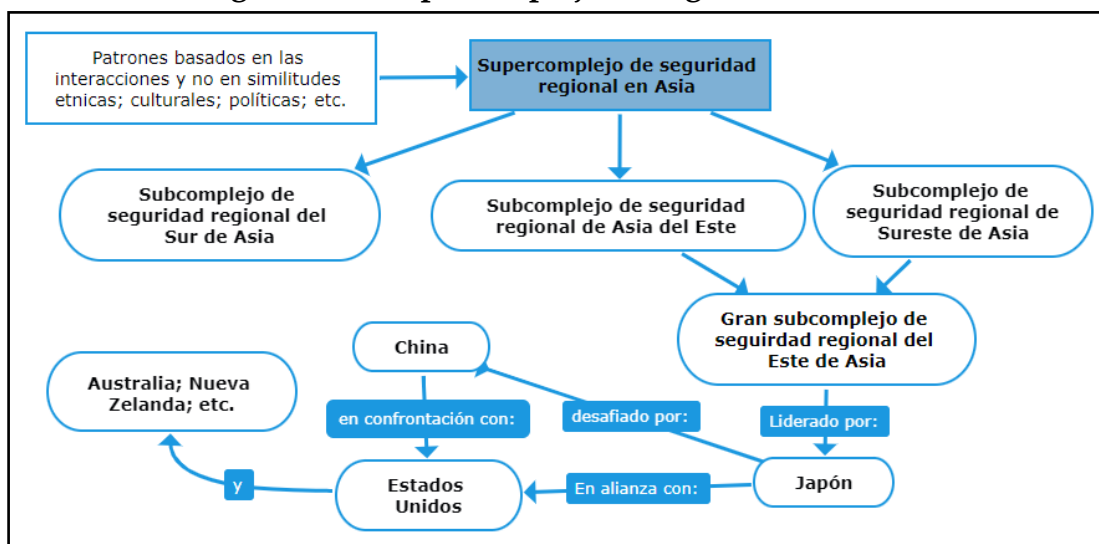 Patrones basados en las
interacciones y no en similitudes
etnicas; culturales; políticas; etc.
Supercomplejo de seguridad
regional en Asia
Subcomplejo de
seguridad regional del
Sur de Asia
Subcomplejo de seguridad
regional de Asia del Este
Subcomplejo de
seguridad regional de
Sureste de Asia
Gran subcomplejo de
seguirdad regional del
Este de Asia
China
Australia; Nueva
Zelanda; etc.
en confrontación con:
desafiado por:
Liderado por:
y
Estados
Unidos
En alianza con:
Japón